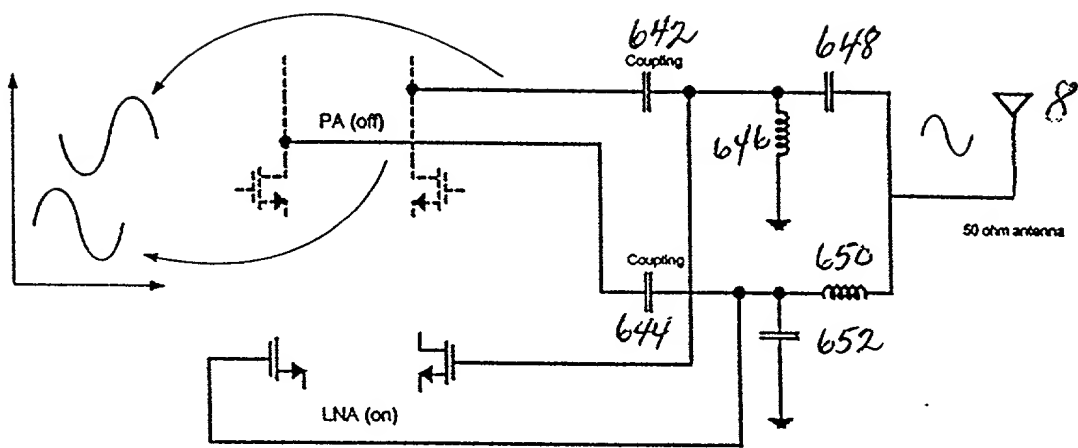 642
648
Coupling
8
PA (off)
646
50 ohm antenna
Coupling
650
644
652
LNA (on)